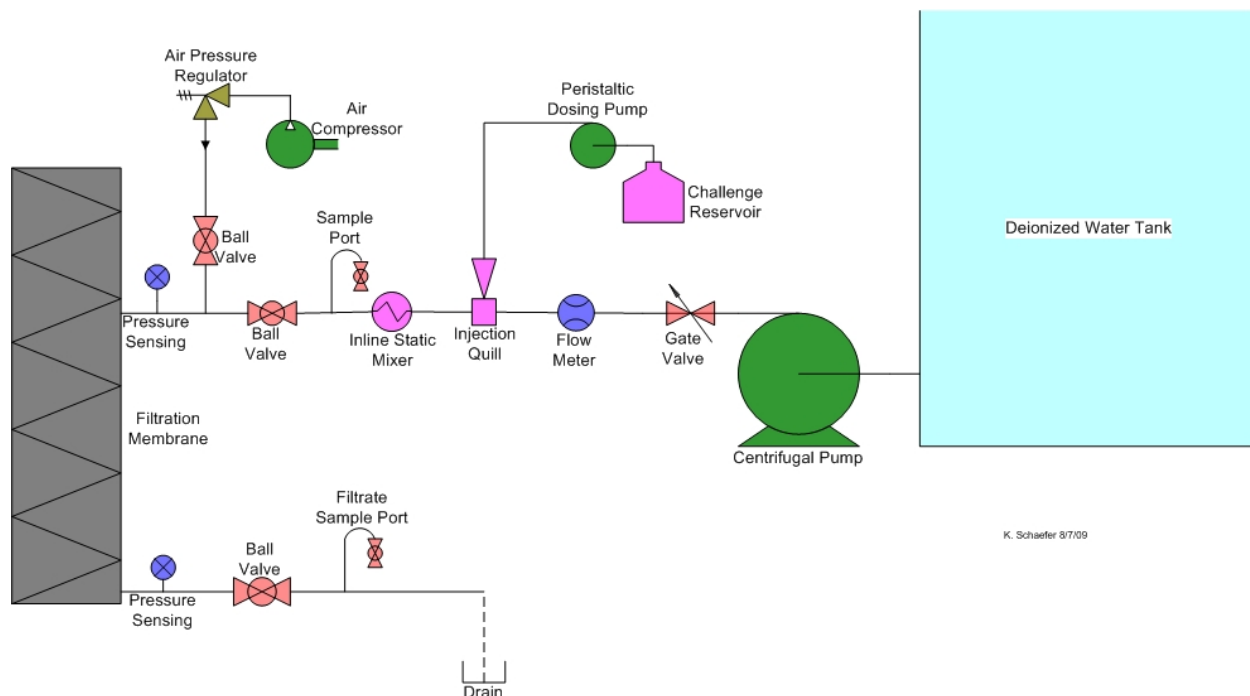 Air Pressure
Regulator
Air
Compressor
Peristaltic
Dosing Pump
Challenge
Reservoir
Deionized Water Tank
Ball
Valve
Sample
Port
Pressure
Sensing
Ball
Valve
Inline Static
Mixer
Injection
Quill
Flow
Meter
Gate
Valve
Centrifugal Pump
Filtration
Membrane
Filtrate
Sample Port
Ball
Valve
Pressure
Sensing
Drain
K. Schaefer 8/7/09